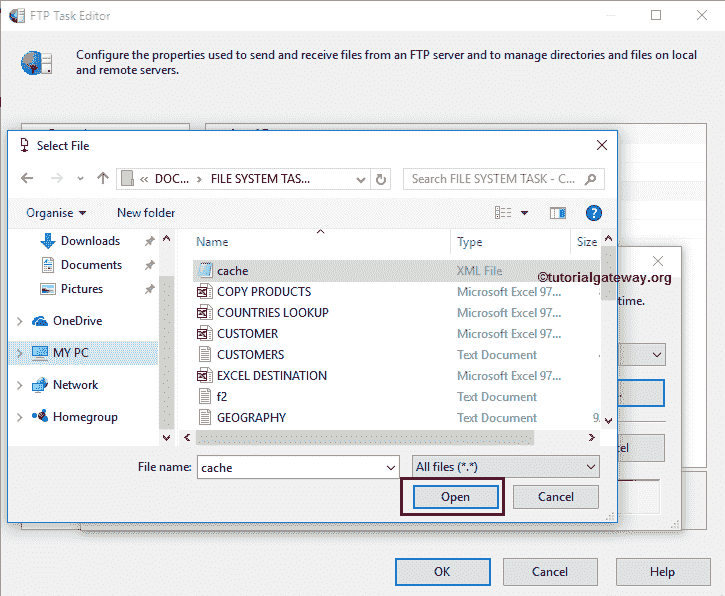 FTP Task Editor
Configure the properties used to send and receive files from an FTP server and to manage directories and files on local
and remote servers.
Select File
« DOC... › FILE SYSTEM TAS...
Search FILE SYSTEM TASK - C...
Organise
New folder
Name
Type
Size
Downloads
Documents
Pictures
OneDrive
MY PC
Network
Homegroup
cache XML File
COPY PRODUCTS Microsoft Excel 97...
COUNTRIES LOOKUP Microsoft Excel 97...
CUSTOMER Microsoft Excel 97...
CUSTOMERS Text Document
EXCEL DESTINATION Microsoft Excel 97...
f2 Text Document
GEOGRAPHY Text Document 9.
©tutorialgateway.org
time.
File name: cache
All files (*.*)
Open
Cancel
OK
Cancel
Help